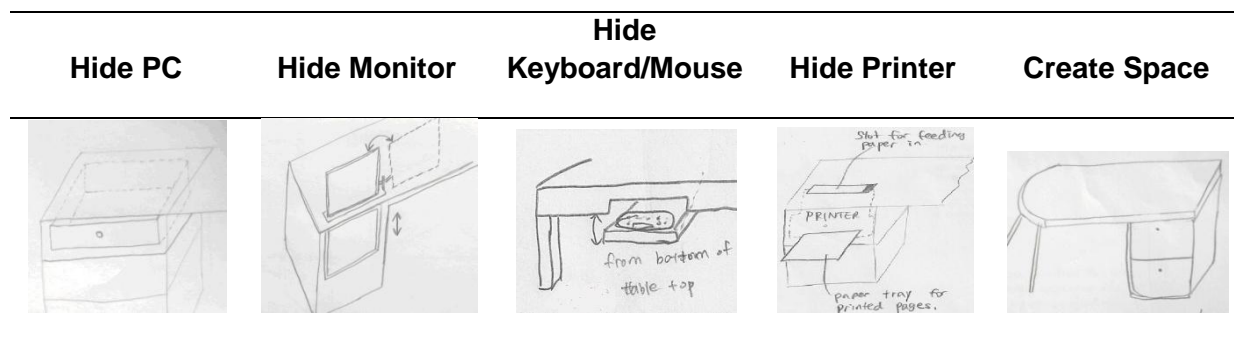 Hide PC
Hide Monitor
Hide
Keyboard/Mouse
Hide Printer
Create Space
from bottom of
table top
Slot for feeding
paper in
PRINTER
paper tray for
printed pages.